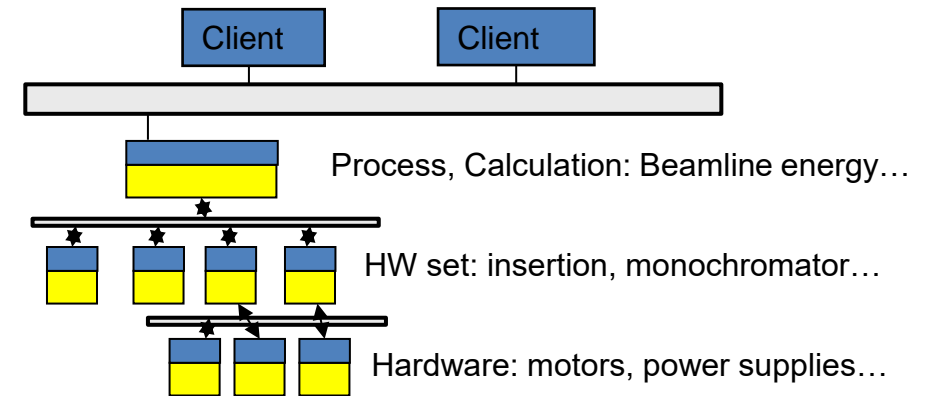 Client Client
Process, Calculation: Beamline energy…
HW set: insertion, monochromator…
Hardware: motors, power supplies…